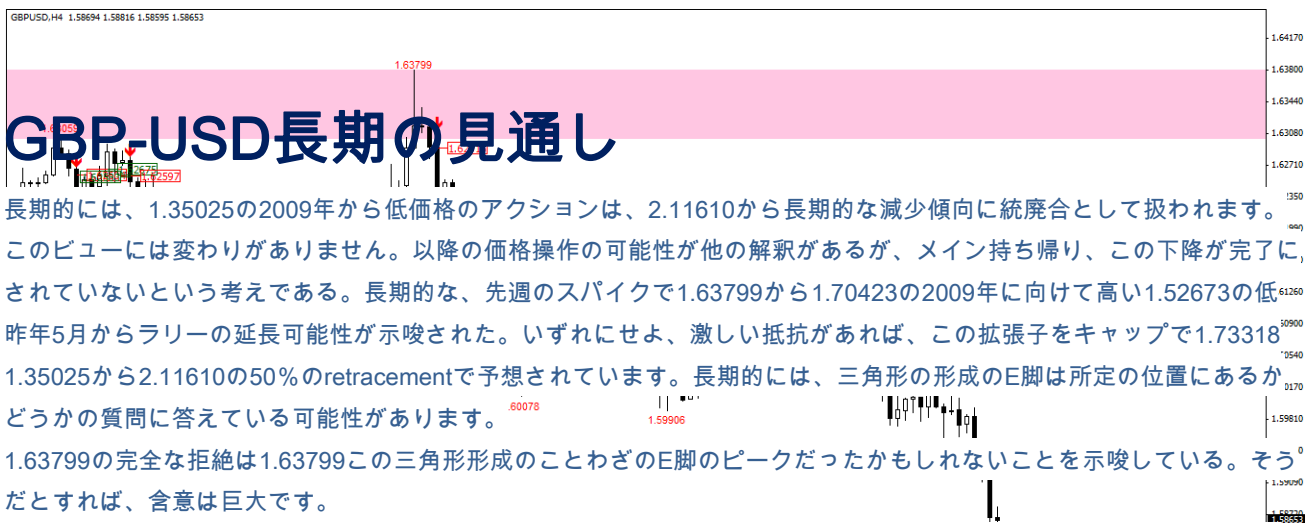 GBPUSD,H4 1.58694 1.58816 1.58595 1.58653
1.64170
1.63799
1.63800
1.63440
GBP-USD長期の見通し
1.63080
1.62710
1.62597
長期的には、1.35025の2009年から低価格のアクションは、2.11610から長期的な減少傾向に統廃合として扱われます。
このビューには変わりがありません。以降の価格操作の可能性が他の解釈があるが、メイン持ち帰り、この下降が完了に
されていないという考えである。長期的な、先週のスパイクで1.63799から1.70423の2009年に向けて高い1.52673の低
昨年5月からラリーの延長可能性が示唆された。いずれにせよ、激しい抵抗があれば、この拡張子をキャップで1.73318
1.35025から2.11610の50％のretracementで予想されています。長期的には、三角形の形成のE脚は所定の位置にあるか
どうかの質問に答えている可能性があります。
1.59906
1.59810
1.63799の完全な拒絶は1.63799この三角形形成のことわざのE脚のピークだったかもしれないことを示唆している。そう
だとすれば、含意は巨大です。
1.58653